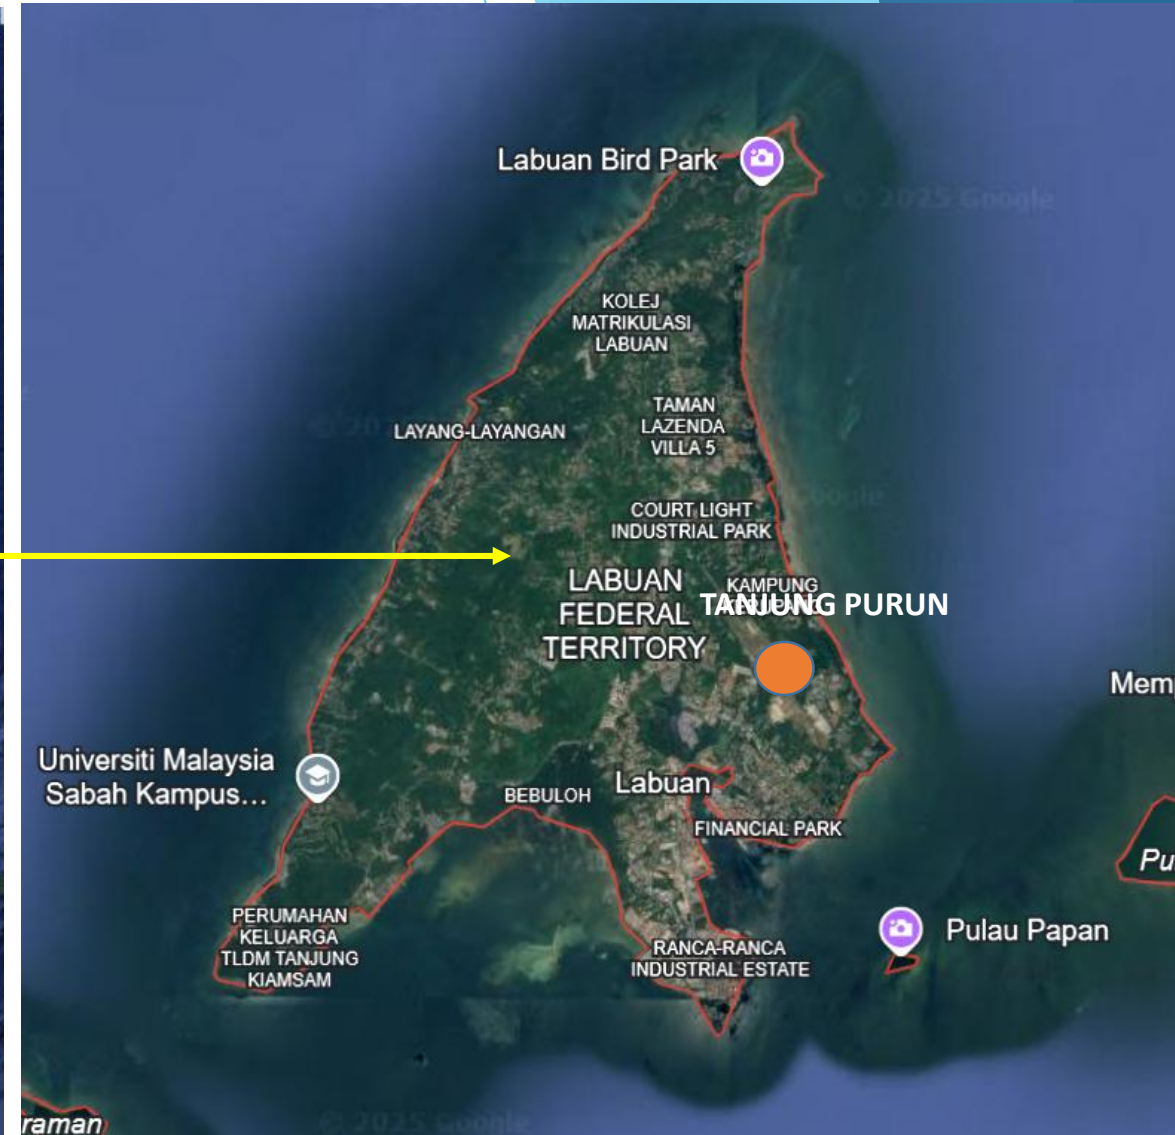 Labuan Bird Park
© 2025 Google
KOLEJ
MATRIKULASI
LABUAN
TAMAN
LAZENDA
VILLA 5
LAYANG-LAYANGAN
COURT LIGHT
INDUSTRIAL PARK
LABUAN
FEDERAL
TERRITORY
KAMPUNG
TANJUNG PURUN
Mem
Universiti Malaysia
Sabah Kampus...
BEBULOH
Labuan
FINANCIAL PARK
Pu
PERUMAHAN
KELUARGA
TLDM TANJUNG
KIAMSAM
RANCA-RANCA
INDUSTRIAL ESTATE
Pulau Papan
raman
© 2025 Google